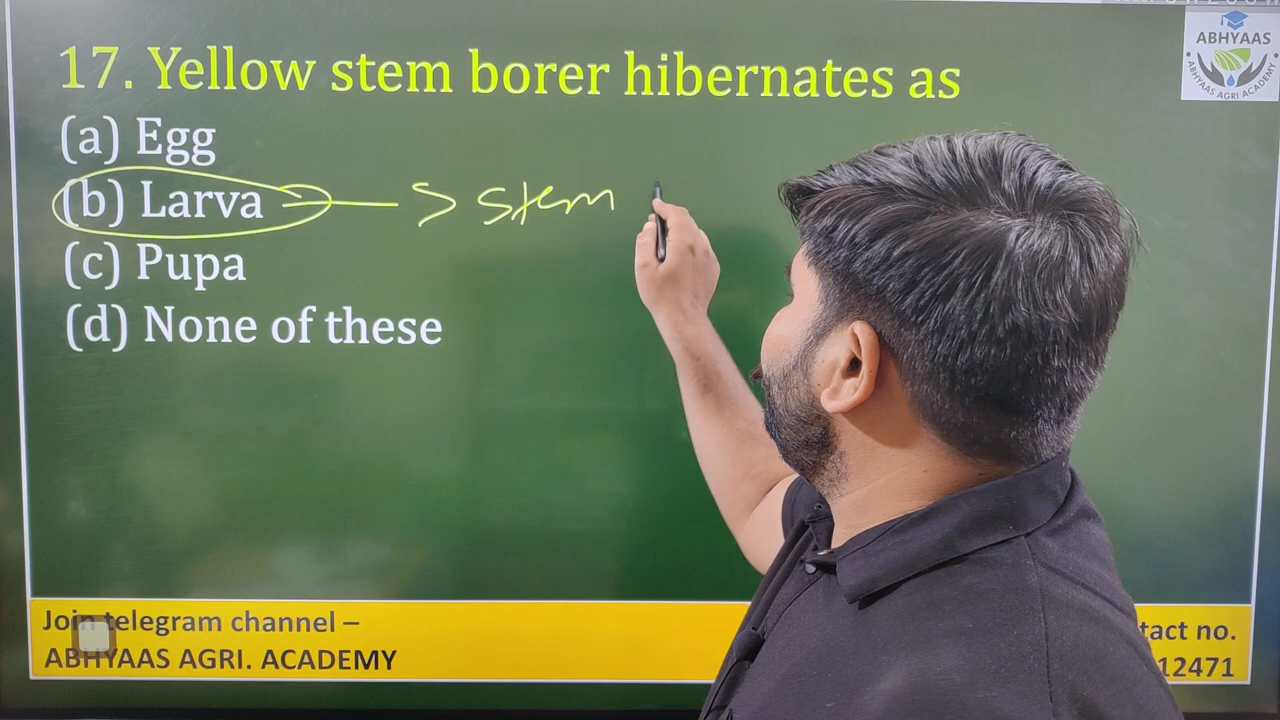 17. Yellow stem borer hibernates as
(a) Egg
(b) Larva → stem
(c) Pupa
(d) None of these
ABHYAAS
ABHYAAS AGRI ACADEMY
Join telegram channel –
ABHYAAS AGRI. ACADEMY
tact no.
12471